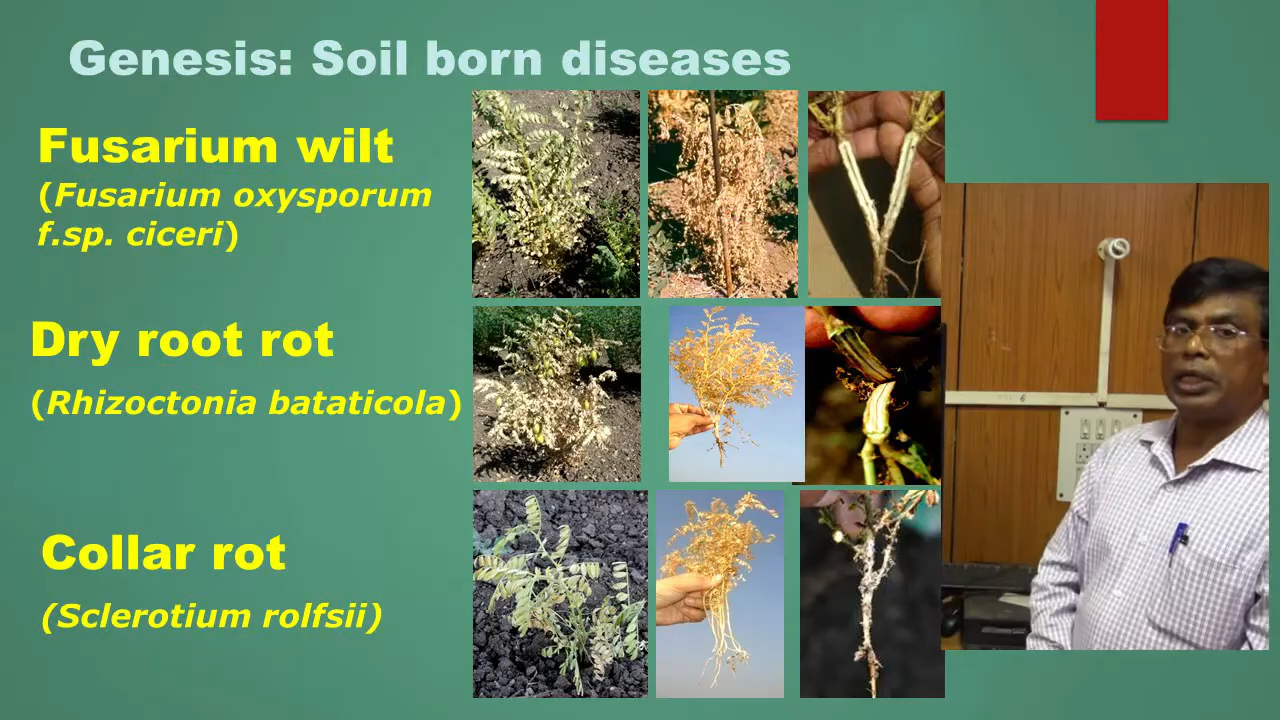 Genesis: Soil born diseases
Fusarium wilt
(Fusarium oxysporum
f.sp. ciceri)
Dry root rot
(Rhizoctonia bataticola)
Collar rot
(Sclerotium rolfsii)